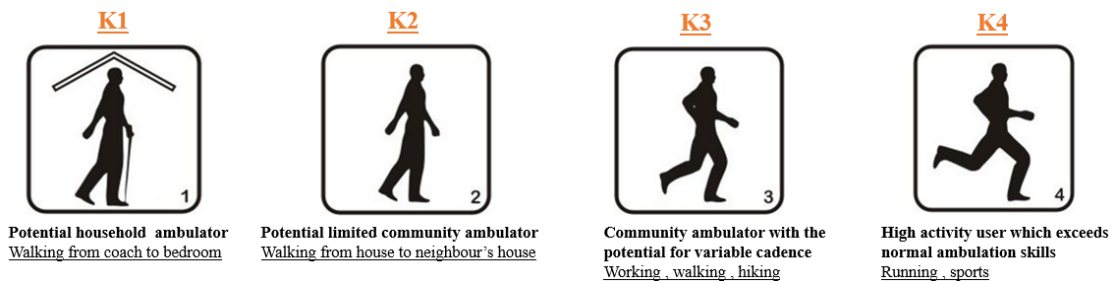 K1
K2
K3
K4
1
2
3
4
Potential household ambulator
Walking from coach to bedroom
Potential limited community ambulator
Walking from house to neighbour's house
Community ambulator with the
potential for variable cadence
Working , walking , hiking
High activity user which exceeds
normal ambulation skills
Running , sports